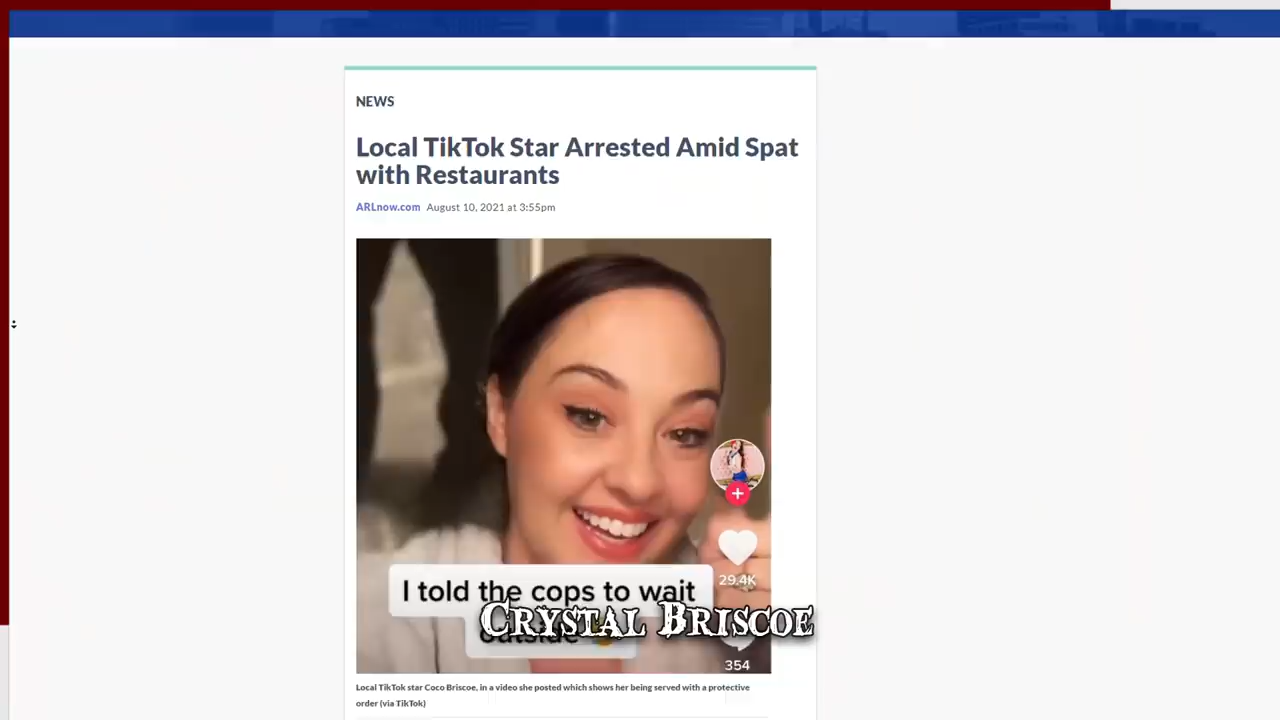 NEWS
Local TikTok Star Arrested Amid Spat
with Restaurants
ARLnow.com August 10, 2021 at 3:55pm
I told the cops to wait
outside
29.4K
Crystal Briscoe
354
Local TikTok star Coco Briscoe, in a video she posted which shows her being served with a protective
order (via TikTok)